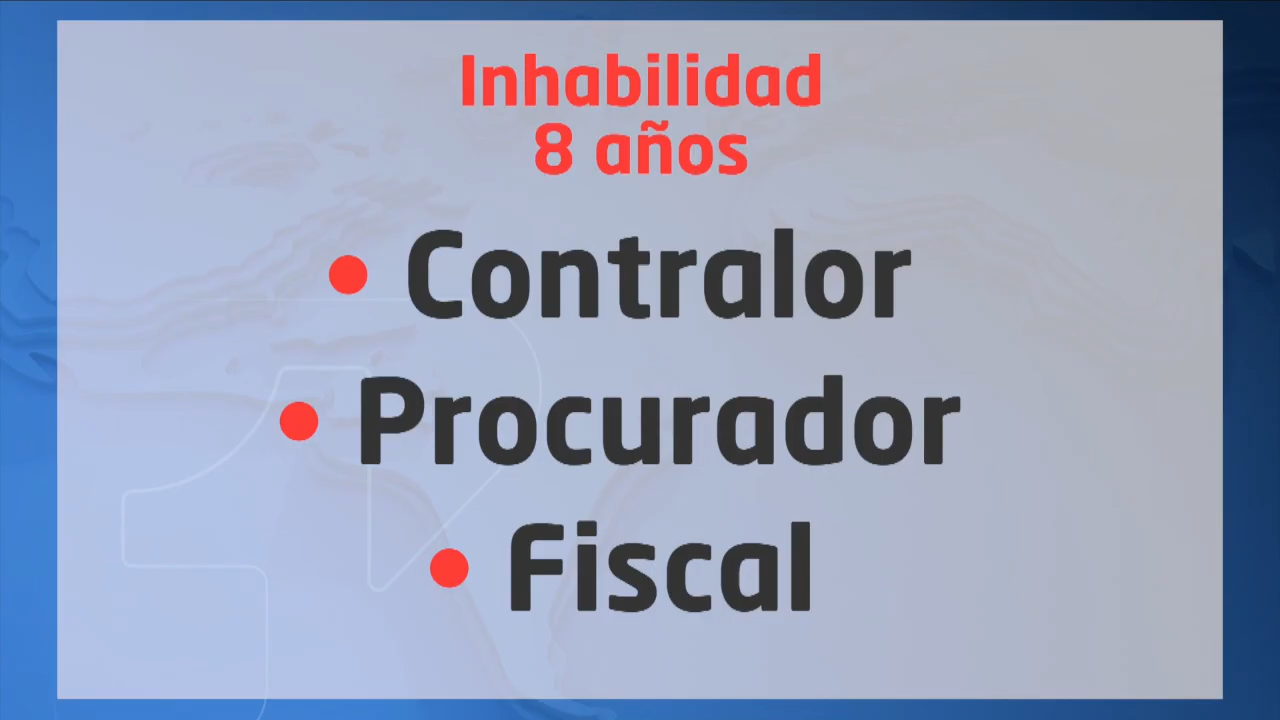 Inhabilidad
8 años
• Contralor
• Procurador
• Fiscal